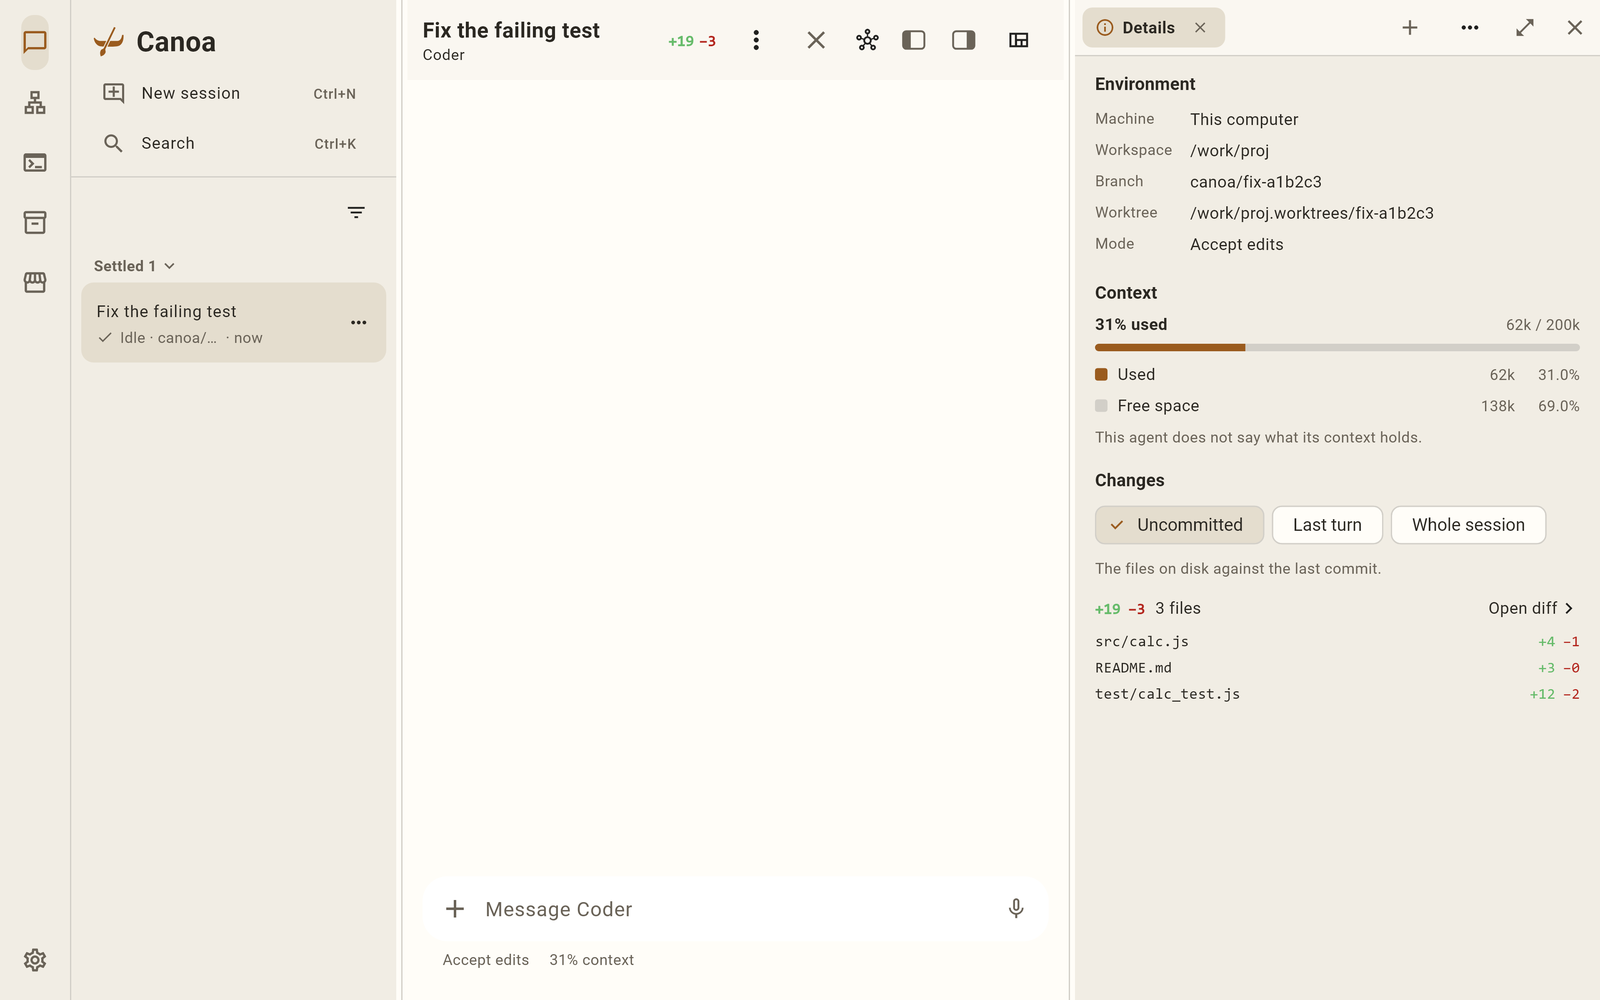 Canoa
New session Ctrl+N
Search Ctrl+K
Settled 1
Fix the failing test
Idle · canoa/… · now
Fix the failing test
Coder
+19 −3
Message Coder
Accept edits 31% context
Details
Environment
Machine This computer
Workspace /work/proj
Branch canoa/fix-a1b2c3
Worktree /work/proj.worktrees/fix-a1b2c3
Mode Accept edits
Context
31% used 62k / 200k
Used 62k 31.0%
Free space 138k 69.0%
This agent does not say what its context holds.
Changes
Uncommitted Last turn Whole session
The files on disk against the last commit.
+19 −3 3 files Open diff
src/calc.js +4 −1
README.md +3 −0
test/calc_test.js +12 −2